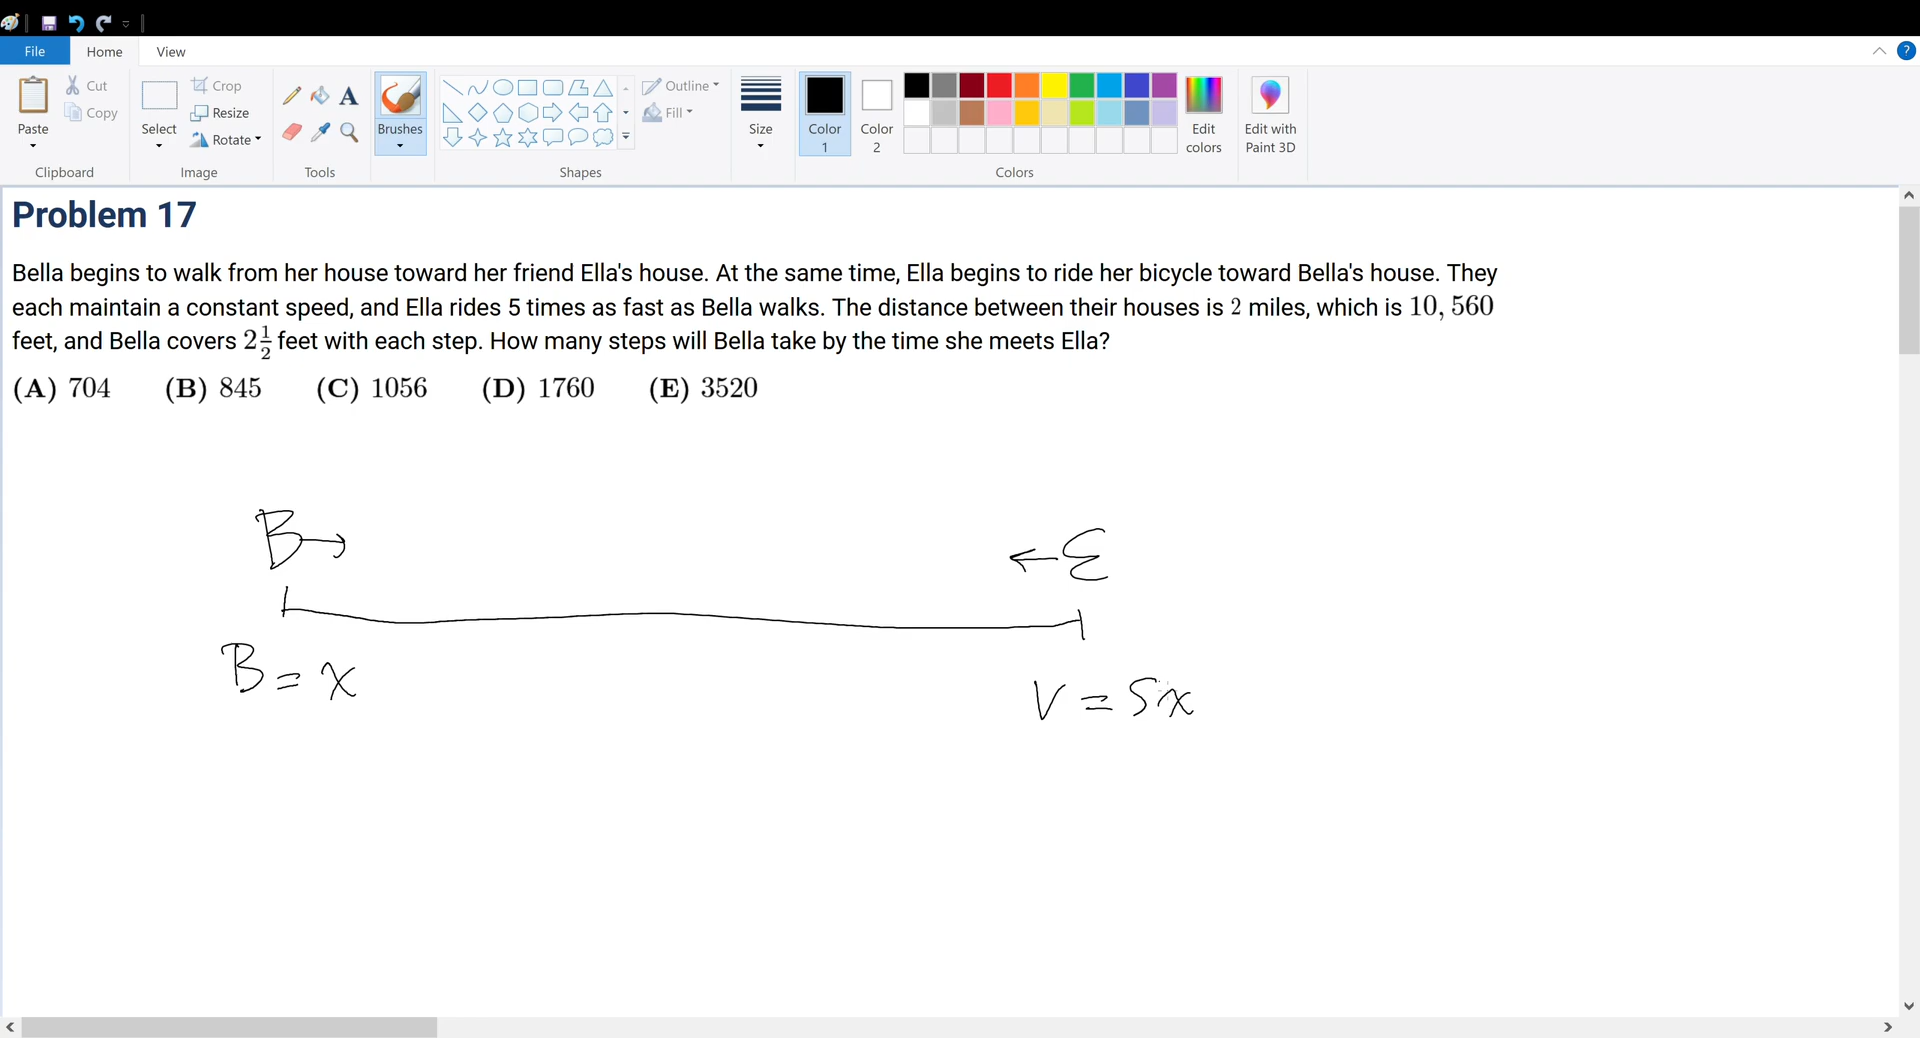 File Home View
Paste
Cut
Copy
Clipboard
Select
Crop
Resize
Rotate
Image
A
Tools
Brushes
Shapes
Outline
Fill
Size
Color 1
Color 2
Colors
Edit colors
Edit with Paint 3D
?
Problem 17
Bella begins to walk from her house toward her friend Ella's house. At the same time, Ella begins to ride her bicycle toward Bella's house. They
each maintain a constant speed, and Ella rides 5 times as fast as Bella walks. The distance between their houses is 2 miles, which is 10, 560
feet, and Bella covers 2 1/2 feet with each step. How many steps will Bella take by the time she meets Ella?
(A) 704 (B) 845 (C) 1056 (D) 1760 (E) 3520
B → ← E
B = x
V = 5x